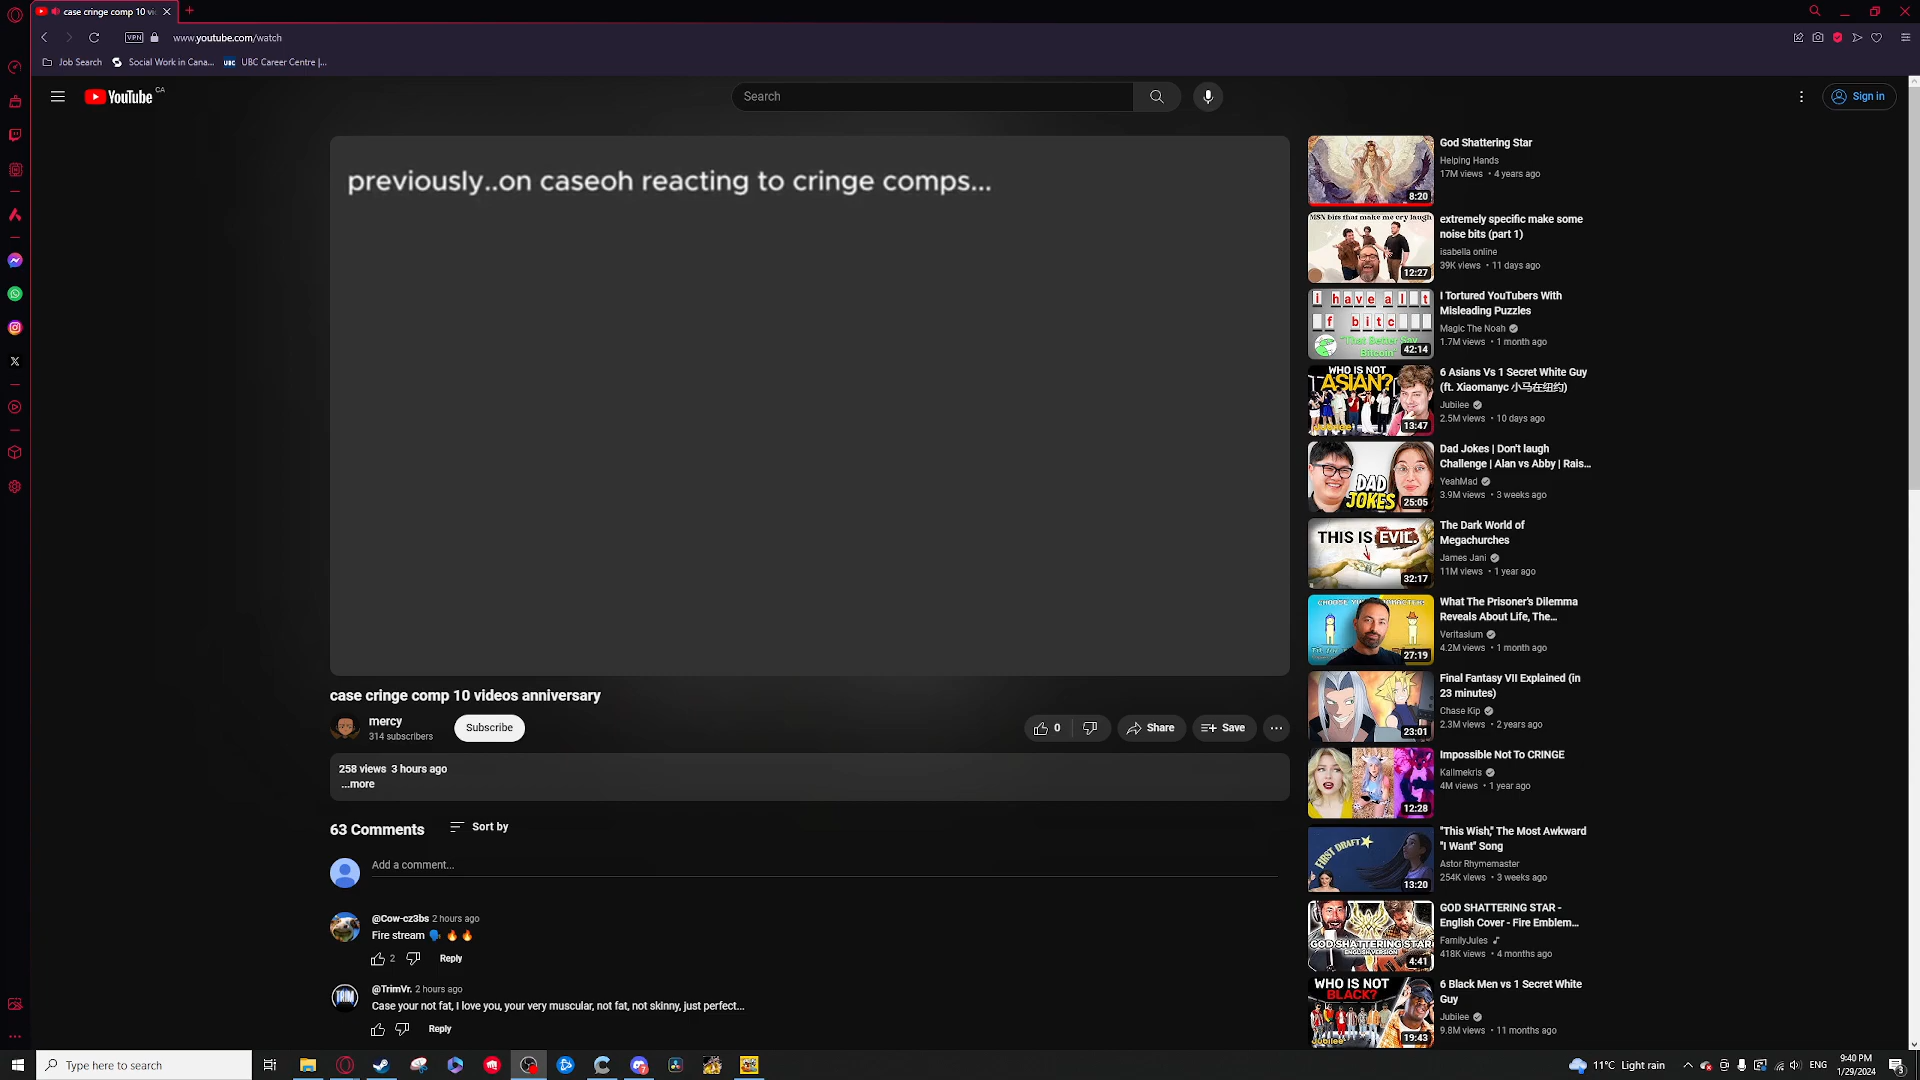 case cringe comp 10 vi
VPN
www.youtube.com/watch
Job Search
Social Work in Cana...
UBC
UBC Career Centre |...
YouTube
CA
Search
Sign in
previously..on caseoh reacting to cringe comps...
case cringe comp 10 videos anniversary
mercy
314 subscribers
Subscribe
0
Share
Save
258 views 3 hours ago
...more
63 Comments
Sort by
Add a comment...
@Cow-cz3bs 2 hours ago
Fire stream
2
Reply
TRIM
@TrimVr. 2 hours ago
Case your not fat, I love you, your very muscular, not fat, not skinny, just perfect...
Reply
8:20
God Shattering Star
Helping Hands
17M views • 4 years ago
MSN bits that make me cry laugh
12:27
extremely specific make some
noise bits (part 1)
isabella online
39K views • 11 days ago
i have a l t
f bitc
"That Better Say
Bitcoin"
42:14
I Tortured YouTubers With
Misleading Puzzles
Magic The Noah
1.7M views • 1 month ago
WHO IS NOT
ASIAN?
Jubilee
13:47
6 Asians Vs 1 Secret White Guy
(ft. Xiaomanyc 小马在纽约)
Jubilee
2.5M views • 10 days ago
DAD
JOKES
25:05
Dad Jokes | Don't laugh
Challenge | Alan vs Abby | Rais...
YeahMad
3.9M views • 3 weeks ago
THIS IS EVIL.
32:17
The Dark World of
Megachurches
James Jani
11M views • 1 year ago
27:19
What The Prisoner's Dilemma
Reveals About Life, The...
Veritasium
4.2M views • 1 month ago
23:01
Final Fantasy VII Explained (in
23 minutes)
Chase Kip
2.3M views • 2 years ago
12:28
Impossible Not To CRINGE
Kallmekris
4M views • 1 year ago
FIRST DRAFT
13:20
"This Wish," The Most Awkward
"I Want" Song
Astor Rhymemaster
254K views • 3 weeks ago
GOD SHATTERING STAR
ENGLISH VERSION
4:41
GOD SHATTERING STAR -
English Cover - Fire Emblem...
FamilyJules
418K views • 4 months ago
WHO IS NOT
BLACK?
Jubilee
19:43
6 Black Men vs 1 Secret White
Guy
Jubilee
9.8M views • 11 months ago
Type here to search
11°C Light rain
ENG
9:40 PM
1/29/2024
3